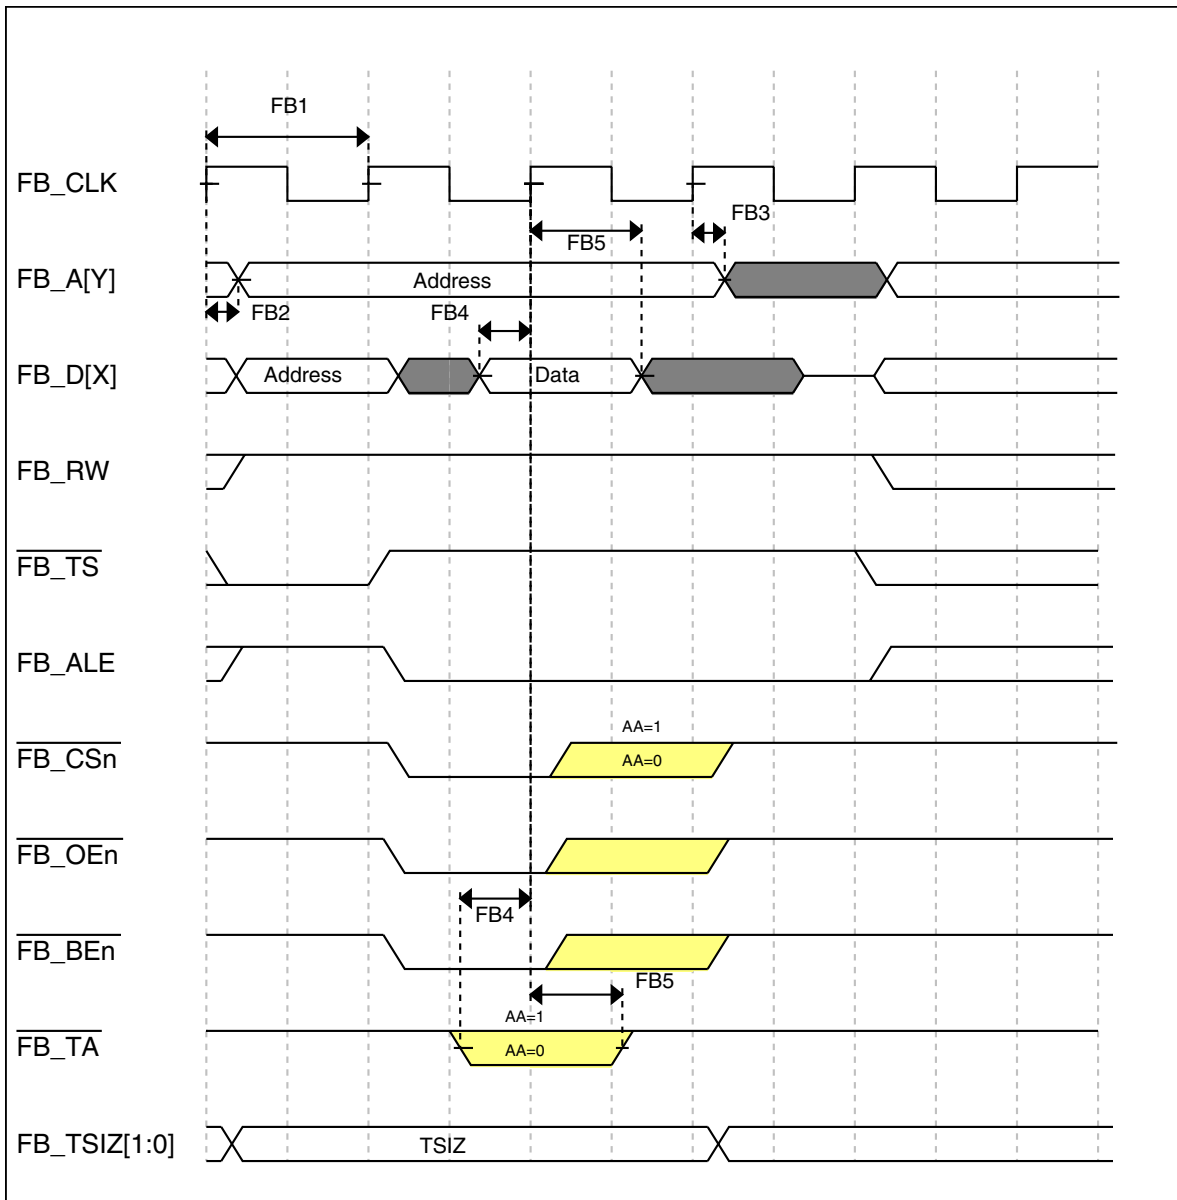 FB1
FB_CLK
FB3
FB5
FB_A[Y]
Address
FB2
FB4
FB_D[X]
Address
Data
FB_RW
FB_TS
FB_ALE
AA=1
FB_CSn
AA=0
FB_OEn
FB4
FB_BEn
FB5
AA=1
FB_TA
AA=0
FB_TSIZ[1:0]
TSIZ